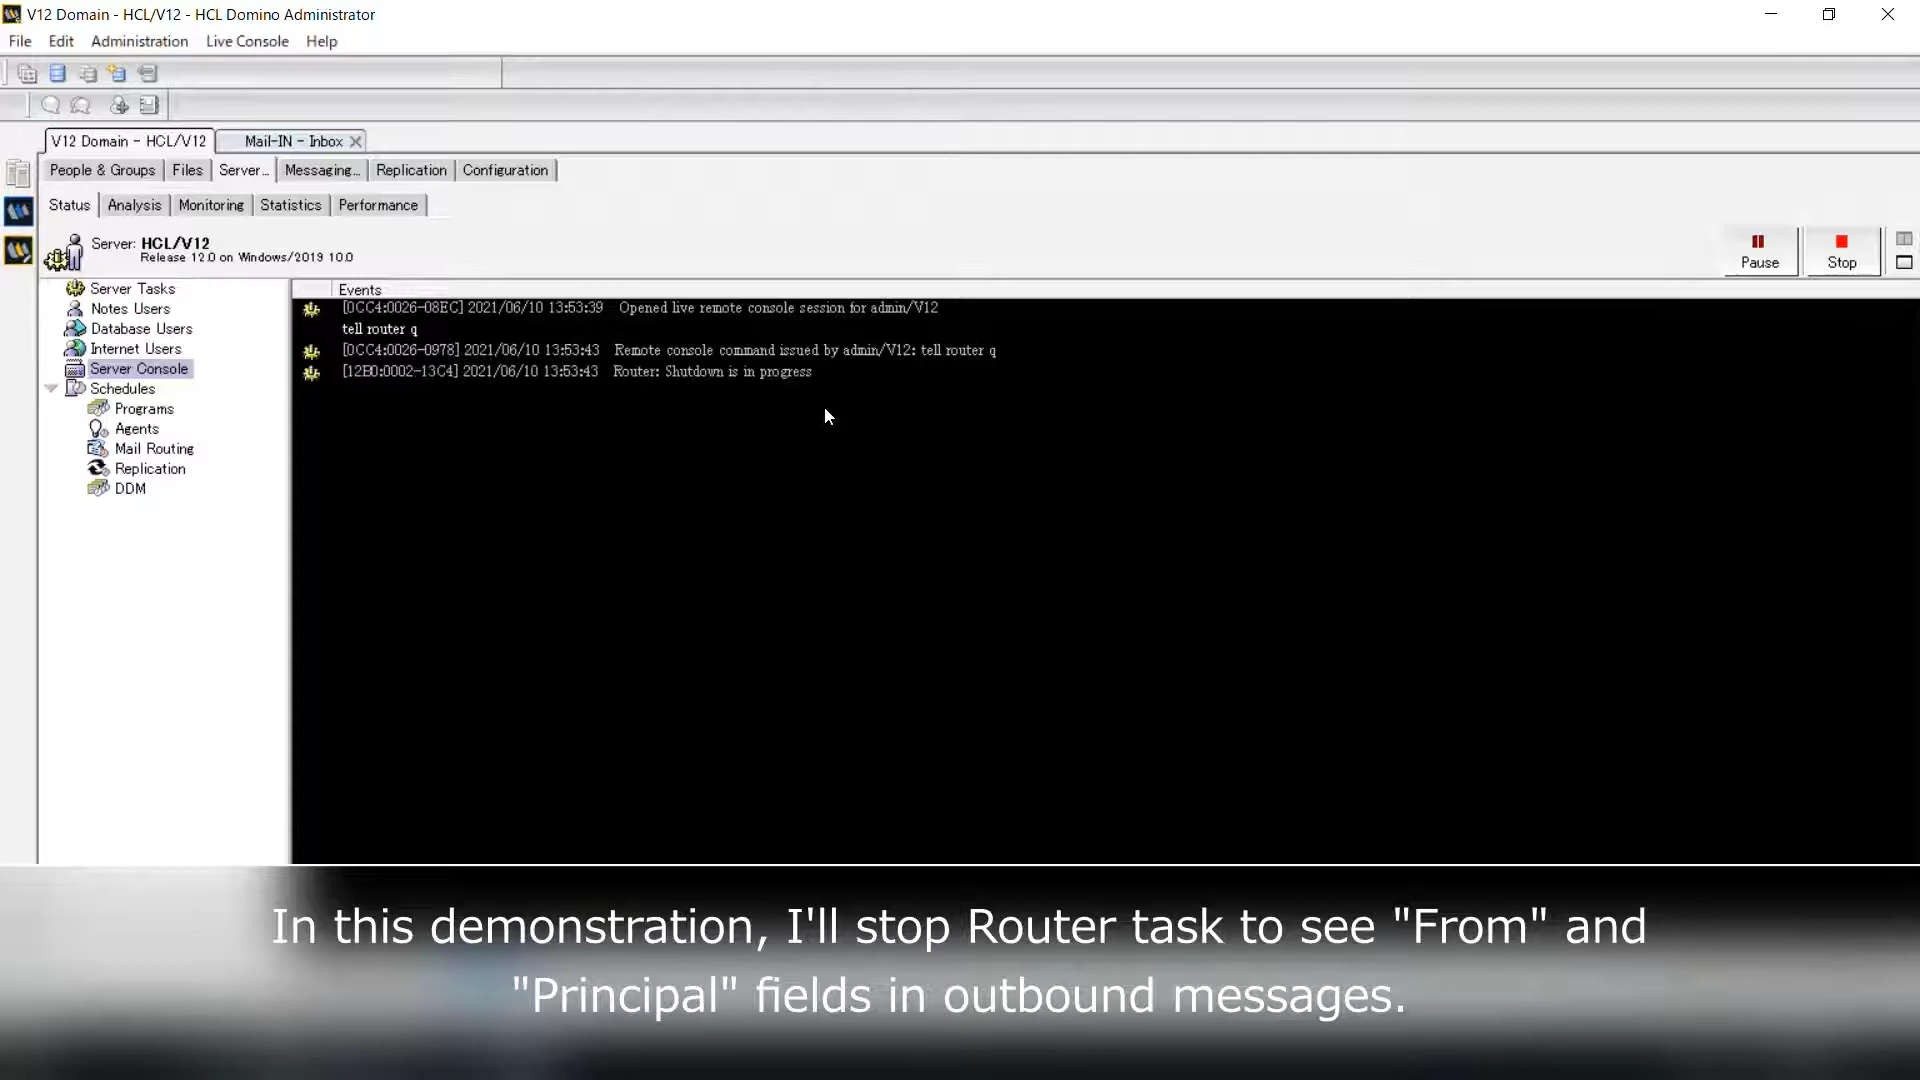 V12 Domain - HCL/V12 - HCL Domino Administrator
File Edit Administration Live Console Help
V12 Domain - HCL/V12 Mail-IN - Inbox
People & Groups Files Server... Messaging... Replication Configuration
Status Analysis Monitoring Statistics Performance
Server: HCL/V12
Release 12.0 on Windows/2019 10.0
Pause Stop
Server Tasks
Notes Users
Database Users
Internet Users
Server Console
Schedules
Programs
Agents
Mail Routing
Replication
DDM
Events
[0CC4:0026-08EC] 2021/06/10 13:53:39 Opened live remote console session for admin/V12
tell router q
[0CC4:0026-0978] 2021/06/10 13:53:43 Remote console command issued by admin/V12: tell router q
[12B0:0002-13C4] 2021/06/10 13:53:43 Router: Shutdown is in progress
In this demonstration, I'll stop Router task to see "From" and
"Principal" fields in outbound messages.